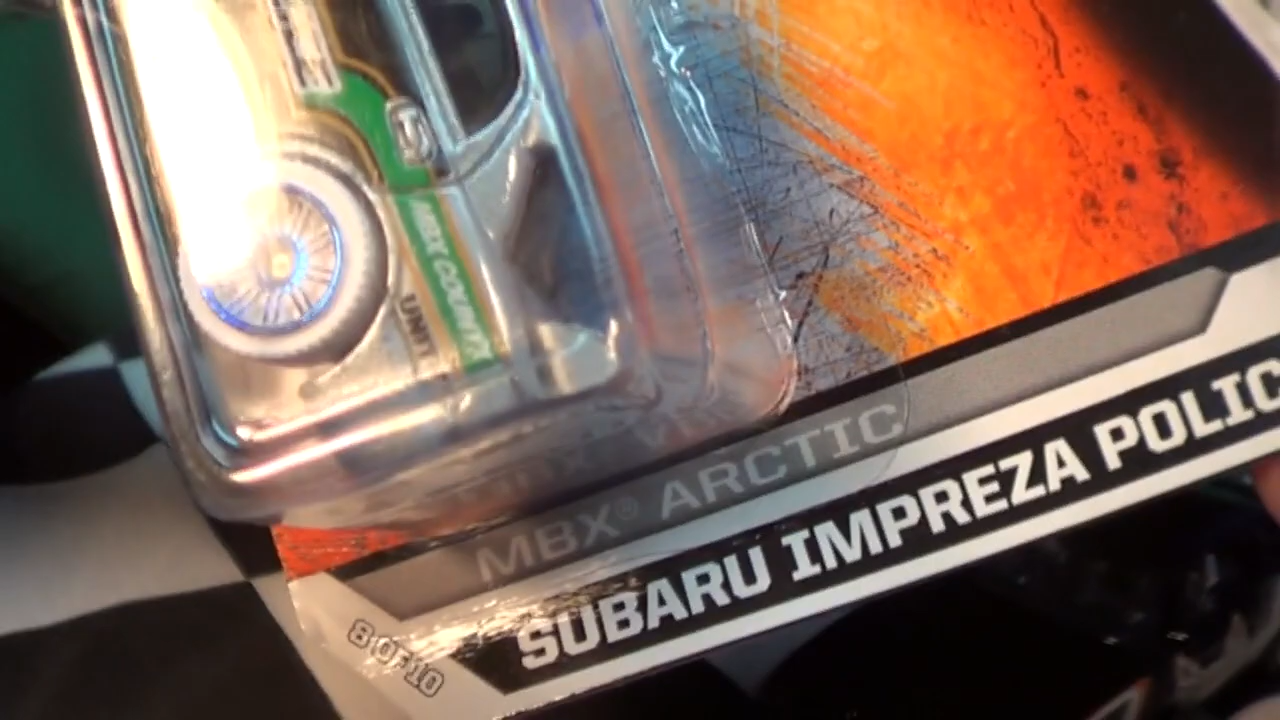 MBX COUNTY
UNIT
MBX® ARCTIC
SUBARU IMPREZA POLIC
8 OF 10